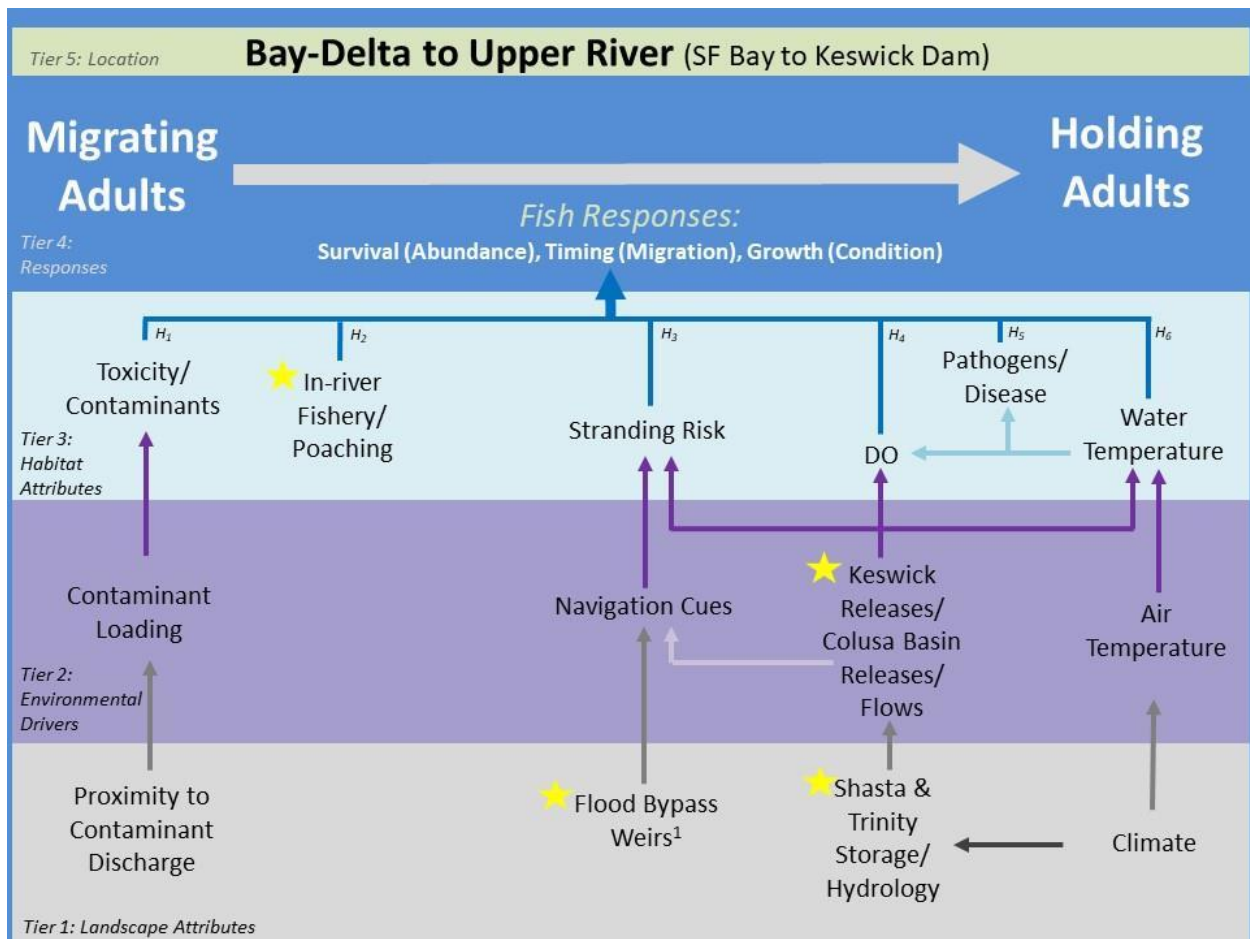 Tier 5: Location
Bay-Delta to Upper River (SF Bay to Keswick Dam)
Migrating
Adults
Holding
Adults
Fish Responses:
Survival (Abundance), Timing (Migration), Growth (Condition)
Tier 4:
Responses
H1
H2
H3
H4
H5
H6
Toxicity/
Contaminants
In-river
Fishery/
Poaching
Stranding Risk
DO
Pathogens/
Disease
Water
Temperature
Tier 3:
Habitat
Attributes
Contaminant
Loading
Navigation Cues
Keswick
Releases/
Colusa Basin
Releases/
Flows
Air
Temperature
Tier 2:
Environmental
Drivers
Proximity to
Contaminant
Discharge
Flood Bypass
Weirs1
Shasta &
Trinity
Storage/
Hydrology
Climate
Tier 1: Landscape Attributes